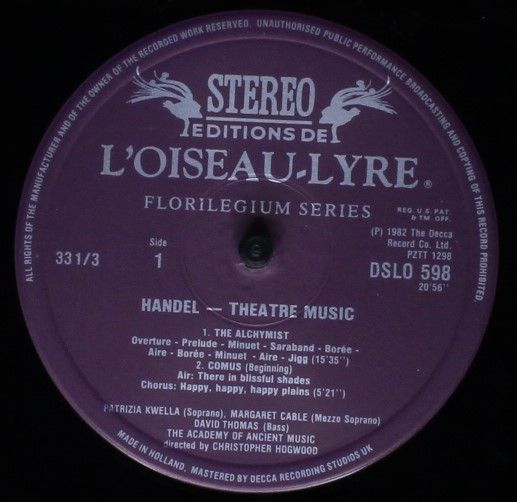 ALL RIGHTS OF THE MANUFACTURER AND OF THE OWNER OF THE RECORDED WORK RESERVED. UNAUTHORISED PUBLIC PERFORMANCE BROADCASTING AND COPYING OF THIS RECORD PROHIBITED.
STEREO
EDITIONS DE
L'OISEAU-LYRE®
FLORILEGIUM SERIES
REG. U.S. PAT
& TM. OFF.
(P) 1982 The Decca
Record Co. Ltd.
PZTT 1298
33 1/3
Side
1
DSLO 598
20'56''
HANDEL — THEATRE MUSIC
1. THE ALCHYMIST
Overture - Prelude - Minuet - Saraband - Borée -
Aire - Borée - Minuet - Aire - Jigg (15'35'')
2. COMUS (Beginning)
Air: There in blissful shades
Chorus: Happy, happy, happy plains (5'21'')
PATRIZIA KWELLA (Soprano), MARGARET CABLE (Mezzo Soprano)
DAVID THOMAS (Bass)
THE ACADEMY OF ANCIENT MUSIC
directed by CHRISTOPHER HOGWOOD
MADE IN HOLLAND, MASTERED BY DECCA RECORDING STUDIOS UK